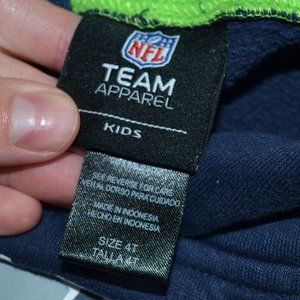 NFL
TEAM
APPAREL
KIDS
SEE REVERSE FOR CARE
VER AL DORSO PARA CUIDADO
MADE IN INDONESIA
HECHO EN INDONESIA
SIZE 4T
TALLA 4T